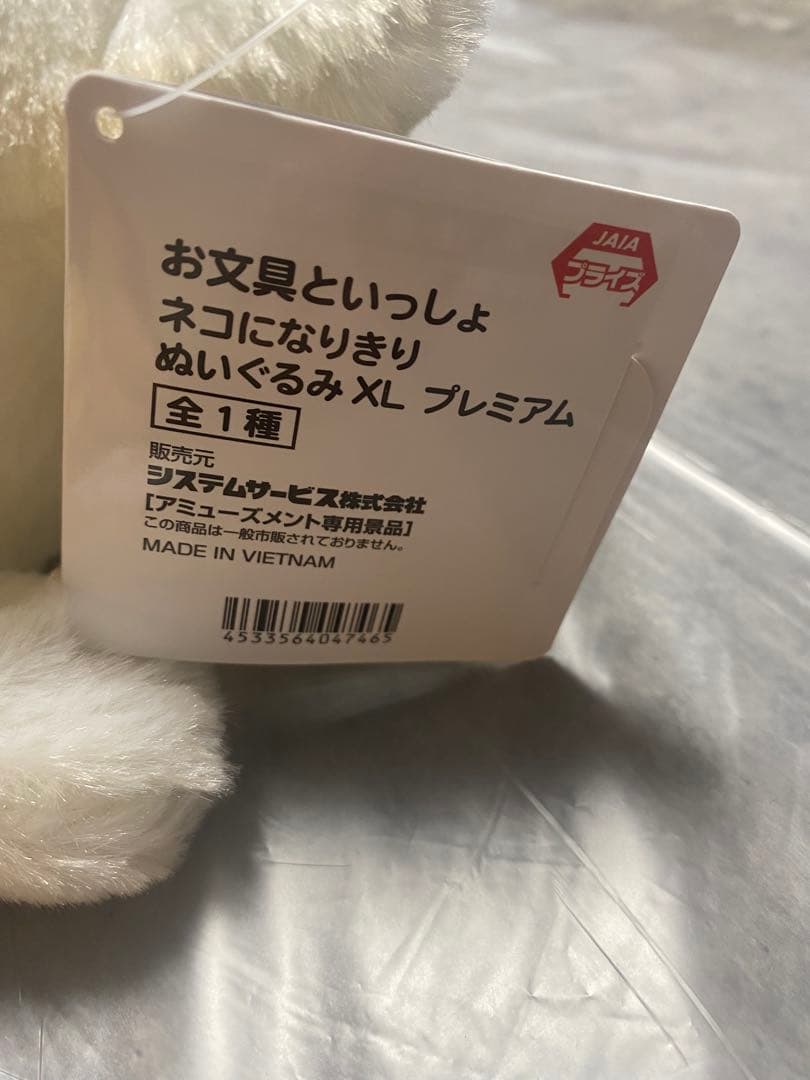 JAIA
プライズ
お文具といっしょ
ネコになりきり
ぬいぐるみ XL プレミアム
全1種
販売元
システムサービス株式会社
[アミューズメント専用景品]
この商品は一般市販されておりません。
MADE IN VIETNAM
4533564047465